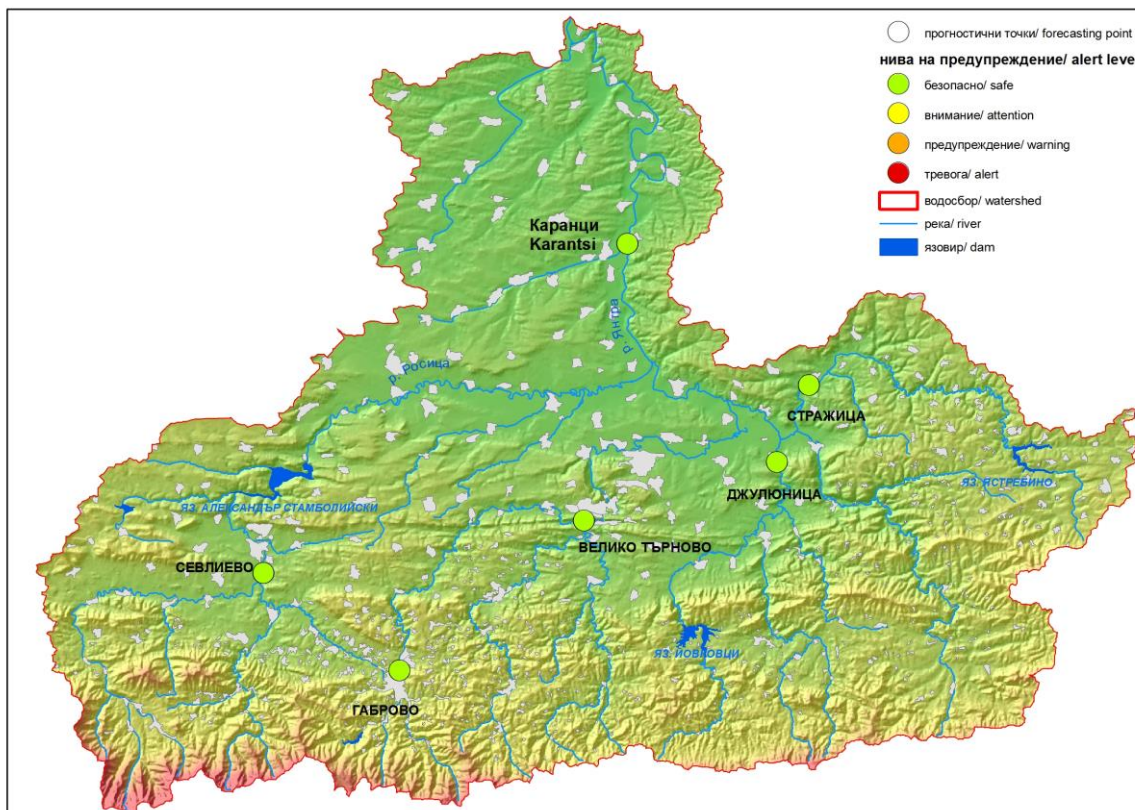 прогностични точки/ forecasting point
нива на предупреждение/ alert leve
безопасно/ safe
внимание/ attention
предупреждение/ warning
тревога/ alert
водосбор/ watershed
река/ river
язовир/ dam
Каранци
Karantsi
р. Янтра
р. Росица
СТРАЖИЦА
ДЖУЛЮНИЦА
ЯЗ. ЯСТРЕБИНО
ЯЗ. АЛЕКСАНДЪР СТАМБОЛИЙСКИ
ВЕЛИКО ТЪРНОВО
СЕВЛИЕВО
ЯЗ. ЙОВКОВЦИ
ГАБРОВО